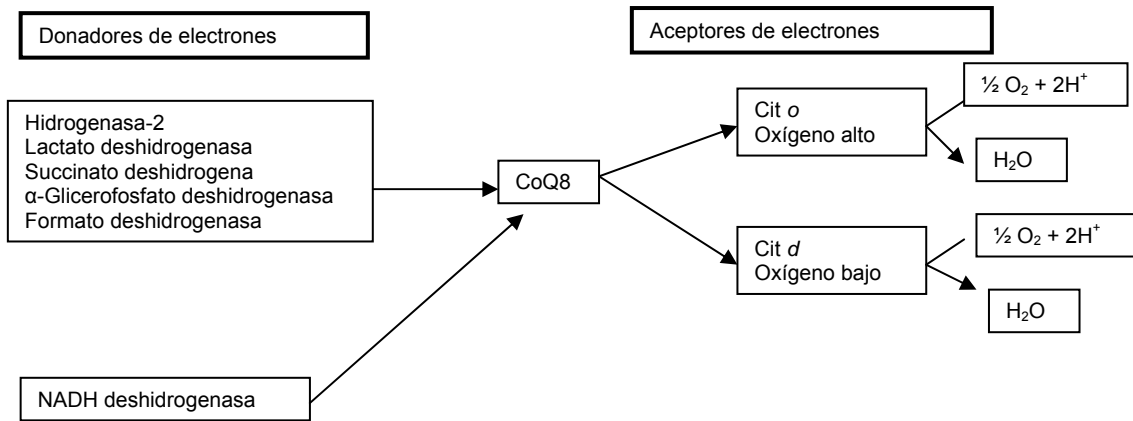 Donadores de electrones
Aceptores de electrones
Hidrogenasa-2
Lactato deshidrogenasa
Succinato deshidrogena
α-Glicerofosfato deshidrogenasa
Formato deshidrogenasa
CoQ8
Cit o
Oxígeno alto
½ O₂ + 2H⁺
H₂O
Cit d
Oxígeno bajo
½ O₂ + 2H⁺
H₂O
NADH deshidrogenasa